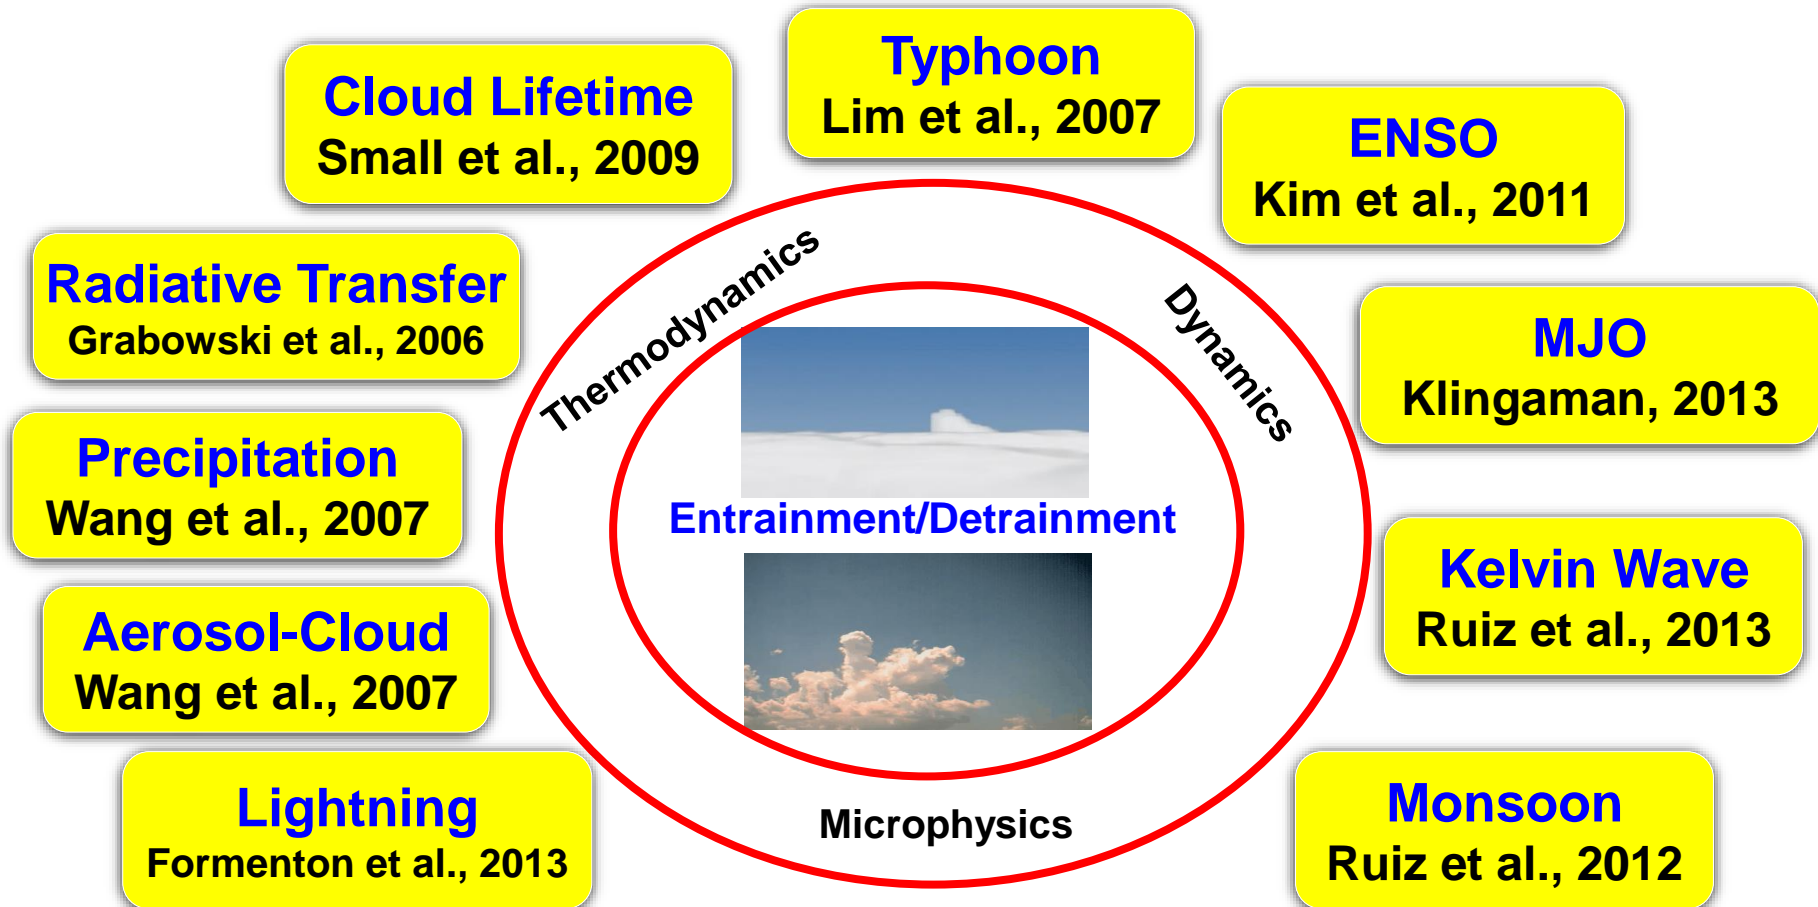 Typhoon
Lim et al., 2007
Cloud Lifetime
Small et al., 2009
ENSO
Kim et al., 2011
Radiative Transfer
Grabowski et al., 2006
Thermodynamics
Dynamics
MJO
Klingaman, 2013
Precipitation
Wang et al., 2007
Entrainment/Detrainment
Kelvin Wave
Ruiz et al., 2013
Aerosol-Cloud
Wang et al., 2007
Lightning
Formenton et al., 2013
Microphysics
Monsoon
Ruiz et al., 2012